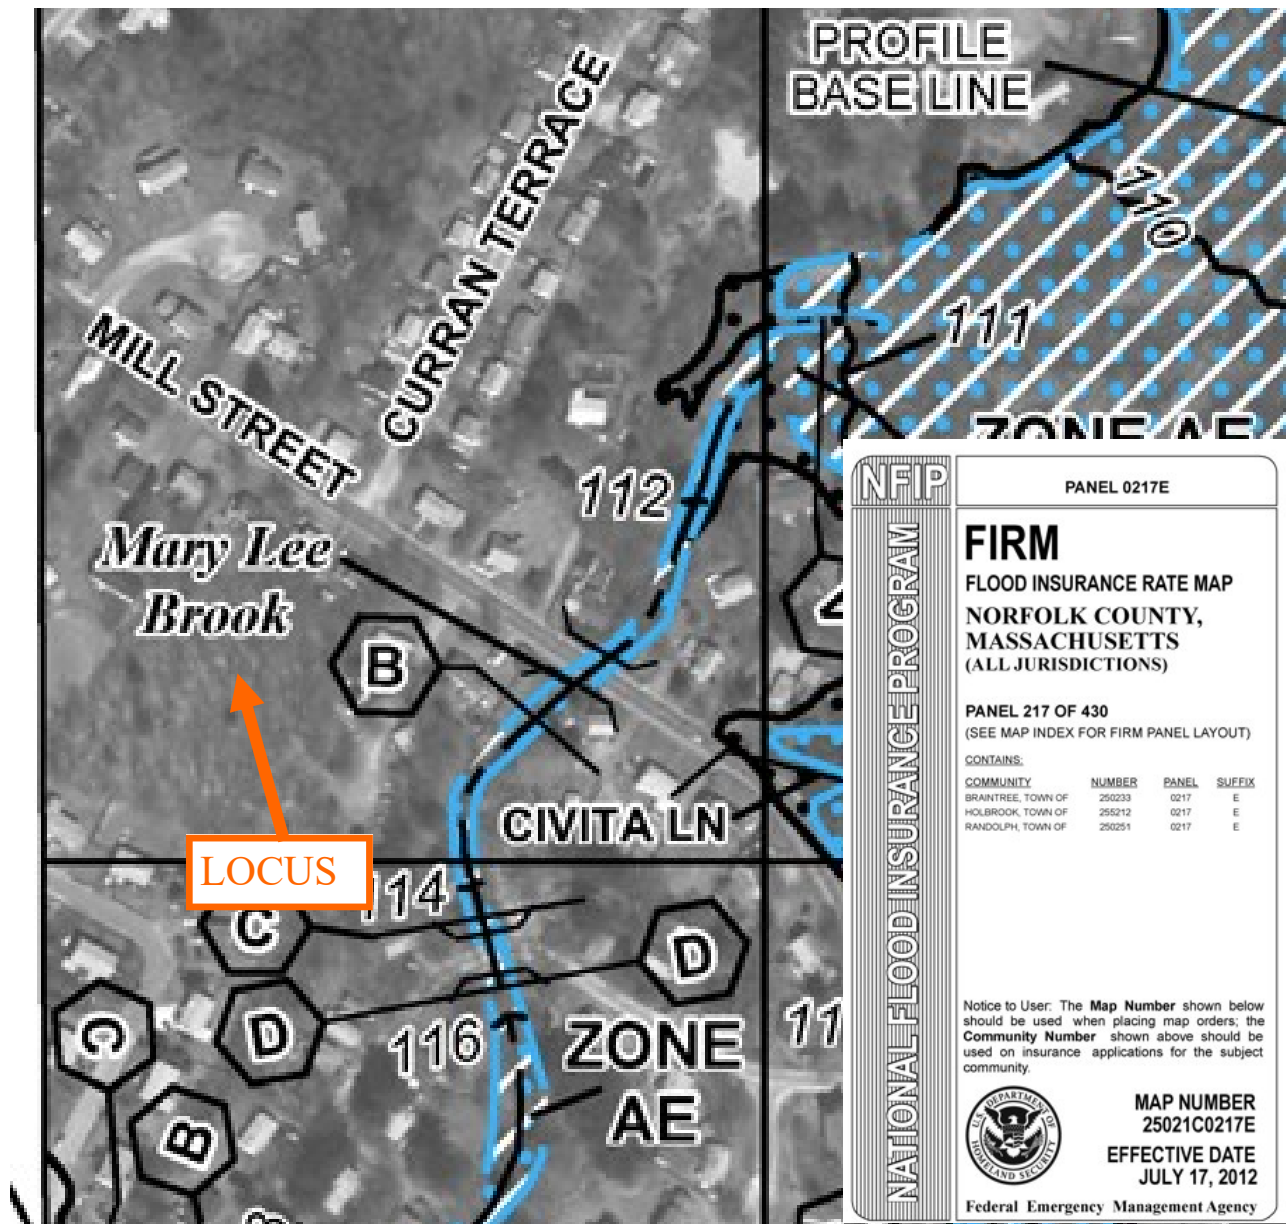 PROFILE
BASE LINE
CURRAN TERRACE
110
111
MILL STREET
ZONE AE
112
Mary Lee
Brook
B
CIVITA LN
LOCUS
114
C
D
D
C
116
ZONE
AE
11
B
NFIP
NATIONAL FLOOD INSURANCE PROGRAM
PANEL 0217E
FIRM
FLOOD INSURANCE RATE MAP
NORFOLK COUNTY,
MASSACHUSETTS
(ALL JURISDICTIONS)
PANEL 217 OF 430
(SEE MAP INDEX FOR FIRM PANEL LAYOUT)
CONTAINS:
COMMUNITY NUMBER PANEL SUFFIX
BRAINTREE, TOWN OF 250233 0217 E
HOLBROOK, TOWN OF 255212 0217 E
RANDOLPH, TOWN OF 250251 0217 E
Notice to User: The Map Number shown below
should be used when placing map orders; the
Community Number shown above should be
used on insurance applications for the subject
community.
U.S. DEPARTMENT OF
HOMELAND SECURITY
MAP NUMBER
25021C0217E
EFFECTIVE DATE
JULY 17, 2012
Federal Emergency Management Agency